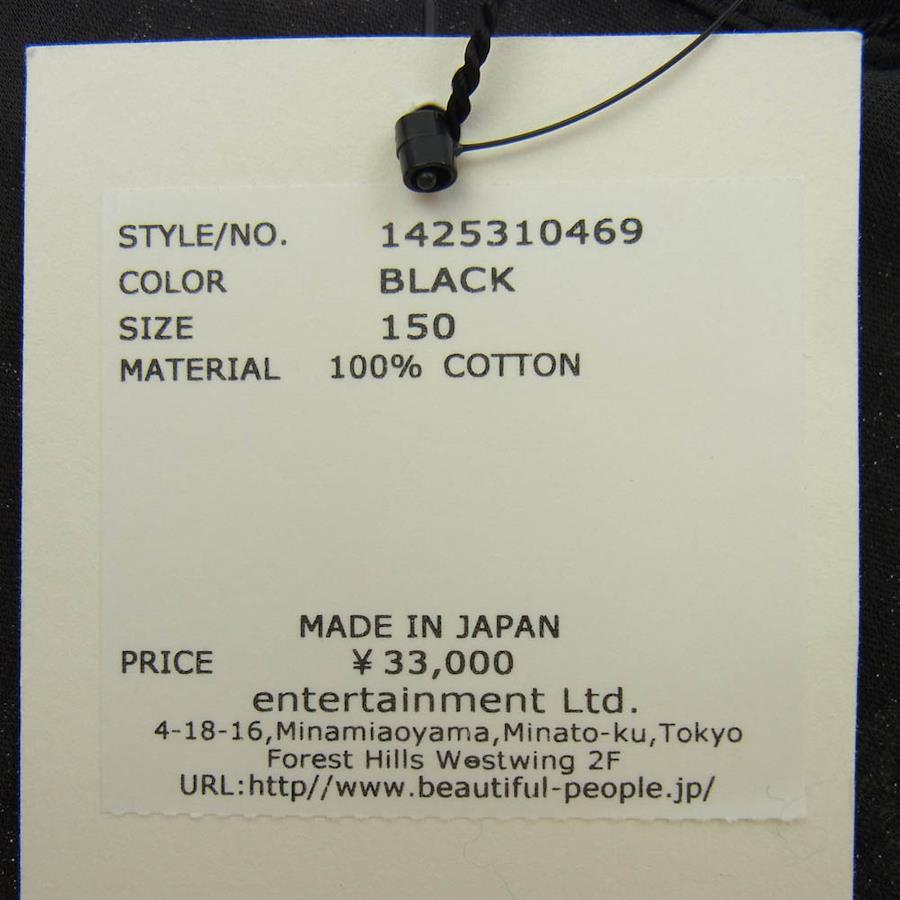 STYLE/NO. 1425310469
COLOR BLACK
SIZE 150
MATERIAL 100% COTTON
MADE IN JAPAN
PRICE ¥33,000
entertainment Ltd.
4-18-16,Minamiaoyama,Minato-ku,Tokyo
Forest Hills Westwing 2F
URL:http//www.beautiful-people.jp/